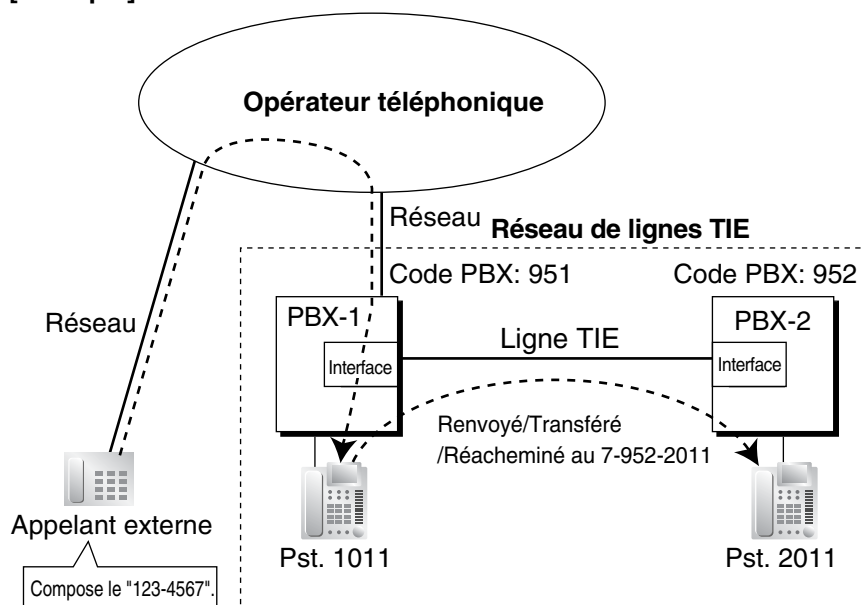 Opérateur téléphonique
Réseau
Réseau de lignes TIE
Code PBX: 951
Code PBX: 952
Réseau
PBX-1
PBX-2
Ligne TIE
Interface
Interface
Renvoyé/Transféré
/Réacheminé au 7-952-2011
Appelant externe
Pst. 1011
Pst. 2011
Compose le "123-4567".